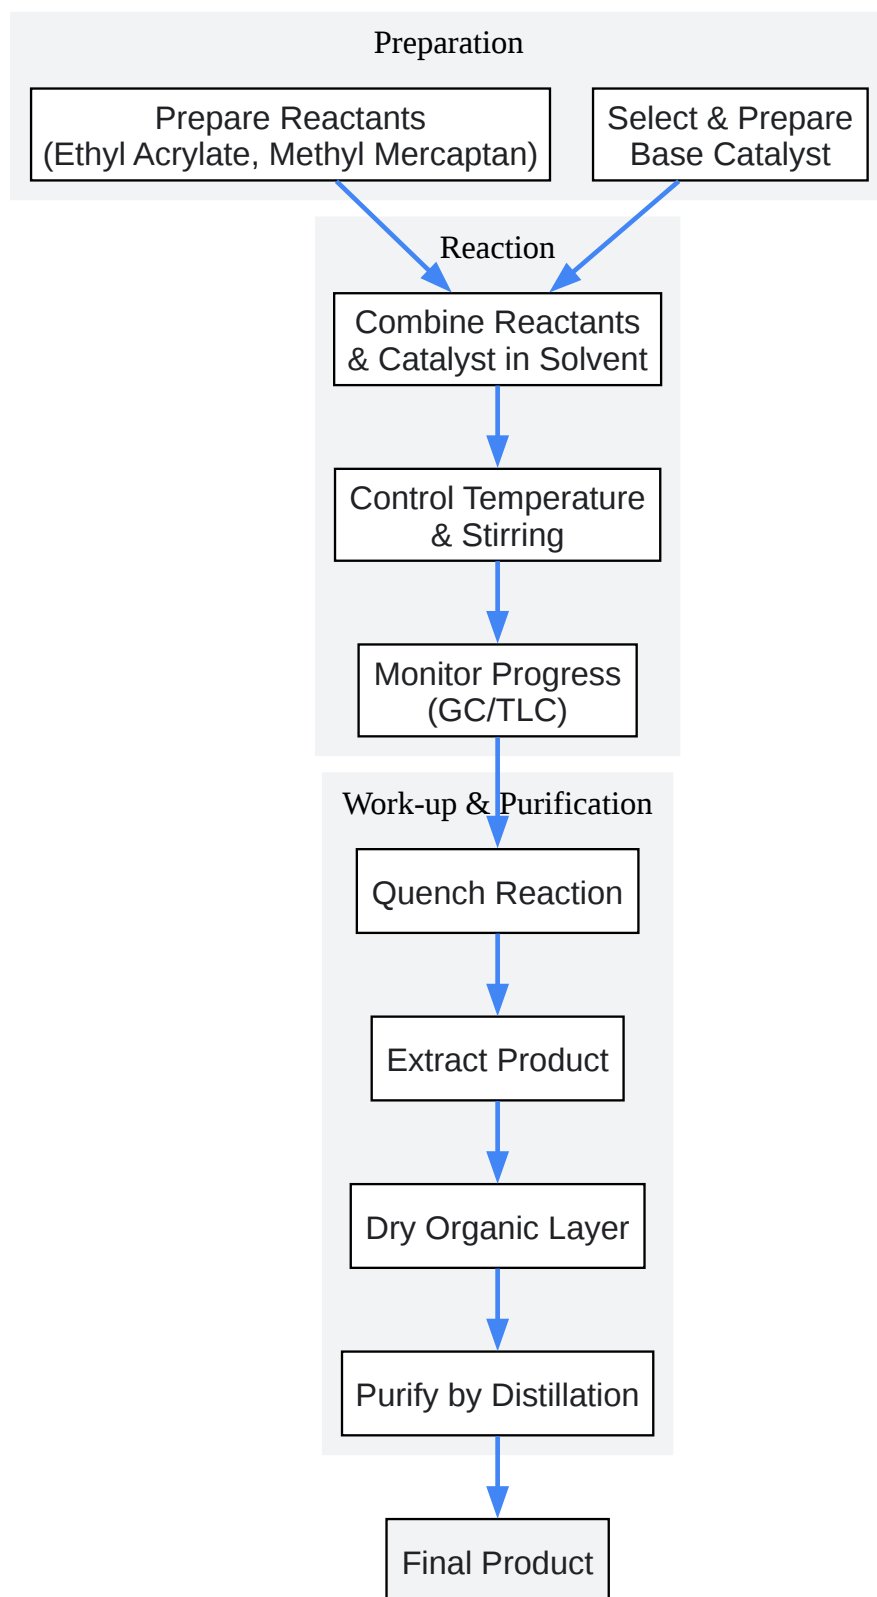 Preparation
Prepare Reactants
(Ethyl Acrylate, Methyl Mercaptan)
Select & Prepare
Base Catalyst
Reaction
Combine Reactants
& Catalyst in Solvent
Control Temperature
& Stirring
Monitor Progress
(GC/TLC)
Work-up & Purification
Quench Reaction
Extract Product
Dry Organic Layer
Purify by Distillation
Final Product